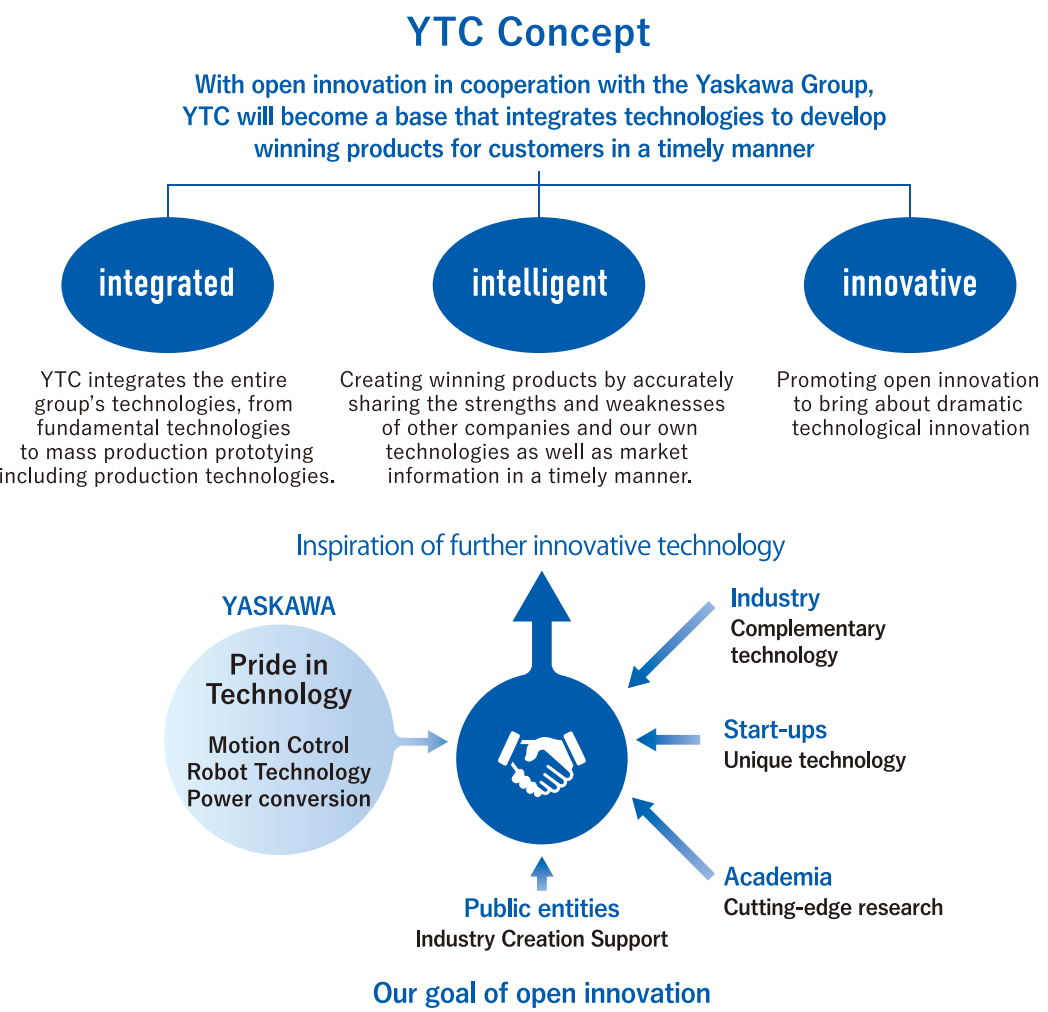 YTC Concept
With open innovation in cooperation with the Yaskawa Group,
YTC will become a base that integrates technologies to develop
winning products for customers in a timely manner
integrated
YTC integrates the entire
group's technologies, from
fundamental technologies
to mass production prototying
including production technologies.
intelligent
Creating winning products by accurately
sharing the strengths and weaknesses
of other companies and our own
technologies as well as market
information in a timely manner.
innovative
Promoting open innovation
to bring about dramatic
technological innovation
Inspiration of further innovative technology
YASKAWA
Pride in
Technology
Motion Cotrol
Robot Technology
Power conversion
Industry
Complementary
technology
Start-ups
Unique technology
Academia
Cutting-edge research
Public entities
Industry Creation Support
Our goal of open innovation